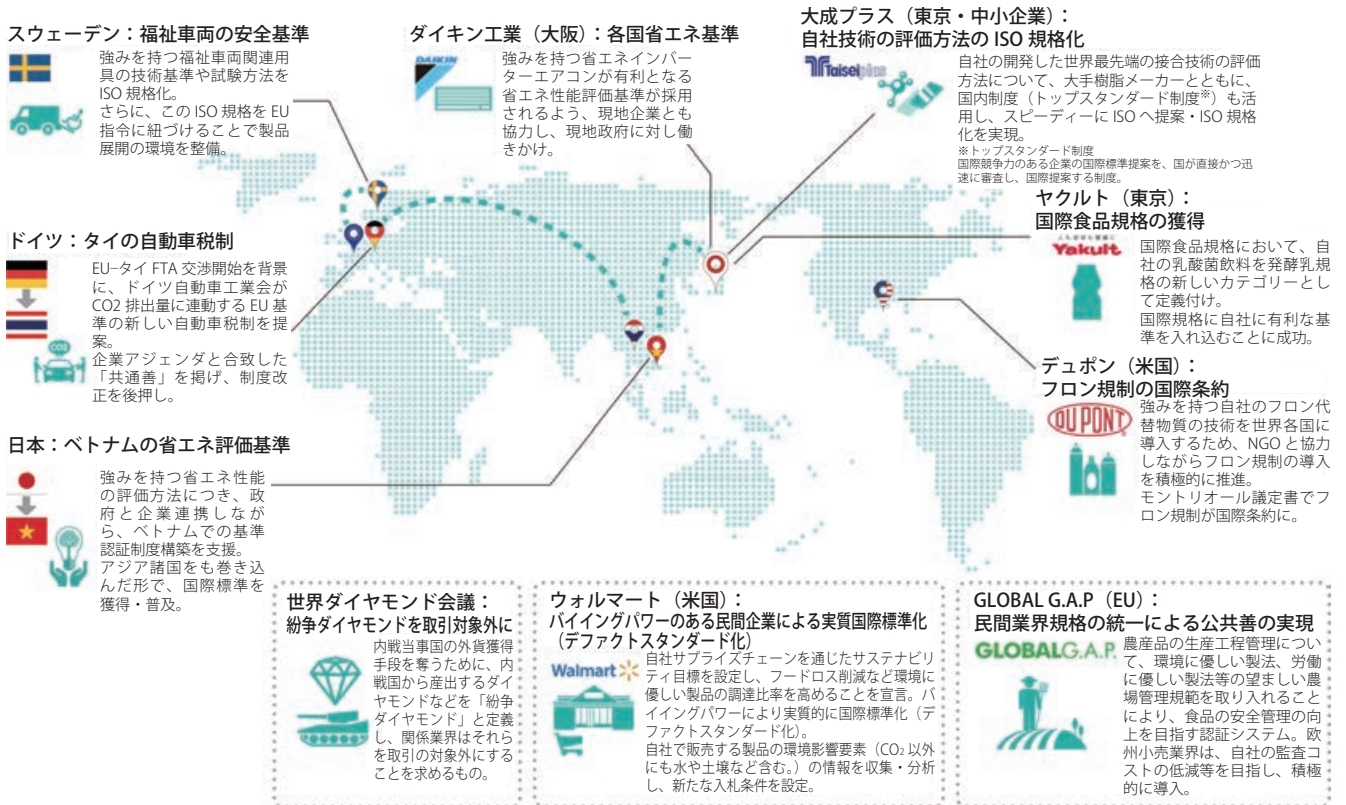 スウェーデン：福祉車両の安全基準
強みを持つ福祉車両関連用
具の技術基準や試験方法を
ISO 規格化。
さらに、この ISO 規格を EU
指令に紐づけることで製品
展開の環境を整備。
ダイキン工業（大阪）：各国省エネ基準
DAIKIN
強みを持つ省エネインバー
ターエアコンが有利となる
省エネ性能評価基準が採用
されるよう、現地企業とも
協力し、現地政府に対し働
きかけ。
大成プラス（東京・中小企業）：
自社技術の評価方法の ISO 規格化
Taiseiplas
自社の開発した世界最先端の接合技術の評価
方法について、大手樹脂メーカーとともに、
国内制度（トップスタンダード制度※）も活
用し、スピーディーに ISO へ提案・ISO 規格
化を実現。
※トップスタンダード制度
国際競争力のある企業の国際標準提案を、国が直接かつ迅
速に審査し、国際提案する制度。
ヤクルト（東京）：
国際食品規格の獲得
人も地球も健康に
Yakult
国際食品規格において、自
社の乳酸菌飲料を発酵乳規
格の新しいカテゴリーとし
て定義付け。
国際規格に自社に有利な基
準を入れ込むことに成功。
ドイツ：タイの自動車税制
EU−タイ FTA 交渉開始を背景
に、ドイツ自動車工業会が
CO2 排出量に連動する EU 基
準の新しい自動車税制を提
案。
企業アジェンダと合致した
「共通善」を掲げ、制度改
正を後押し。
CO2
デュポン（米国）：
フロン規制の国際条約
DU PONT
強みを持つ自社のフロン代
替物質の技術を世界各国に
導入するため、NGO と協力
しながらフロン規制の導入
を積極的に推進。
モントリオール議定書でフ
ロン規制が国際条約に。
日本：ベトナムの省エネ評価基準
強みを持つ省エネ性能
の評価方法につき、政
府と企業連携しなが
ら、ベトナムでの基準
認証制度構築を支援。
アジア諸国をも巻き込
んだ形で、国際標準を
獲得・普及。
世界ダイヤモンド会議：
紛争ダイヤモンドを取引対象外に
内戦当事国の外貨獲得
手段を奪うために、内
戦国から産出するダイ
ヤモンドなどを「紛争
ダイヤモンド」と定義
し、関係業界はそれら
を取引の対象外にする
ことを求めるもの。
ウォルマート（米国）：
バイイングパワーのある民間企業による実質国際標準化
（デファクトスタンダード化）
Walmart
自社サプライズチェーンを通じたサステナビリ
ティ目標を設定し、フードロス削減など環境に
優しい製品の調達比率を高めることを宣言。バ
イイングパワーにより実質的に国際標準化（デ
ファクトスタンダード化）。
自社で販売する製品の環境影響要素（CO₂ 以外
にも水や土壌など含む。）の情報を収集・分析
し、新たな入札条件を設定。
GLOBAL G.A.P（EU）：
民間業界規格の統一による公共善の実現
GLOBALG.A.P.
農産品の生産工程管理につい
て、環境に優しい製法、労働
に優しい製法等の望ましい農
場管理規範を取り入れること
により、食品の安全管理の向
上を目指す認証システム。欧
州小売業界は、自社の監査コ
ストの低減等を目指し、積極
的に導入。